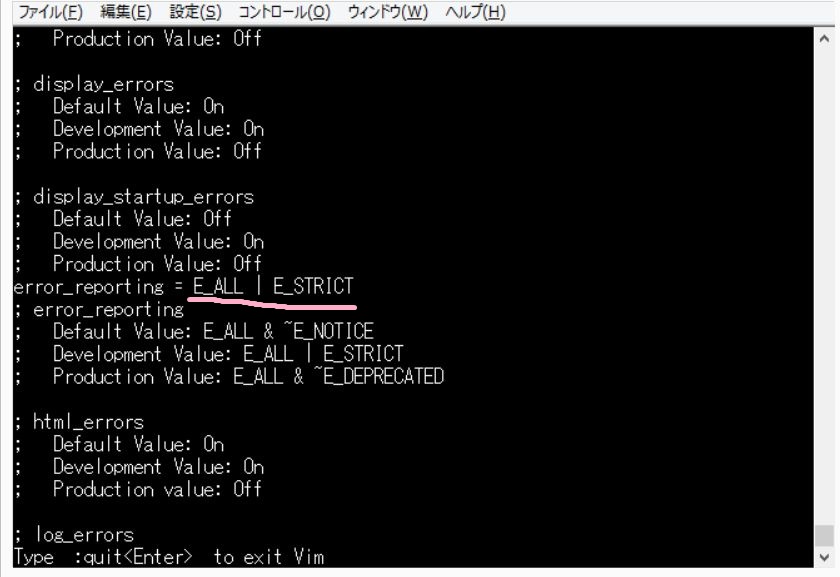 ファイル(F) 編集(E) 設定(S) コントロール(O) ウィンドウ(W) ヘルプ(H)
;   Production Value: Off
; display_errors
;   Default Value: On
;   Development Value: On
;   Production Value: Off
; display_startup_errors
;   Default Value: Off
;   Development Value: On
;   Production Value: Off
error_reporting = E_ALL | E_STRICT
; error_reporting
;   Default Value: E_ALL & ~E_NOTICE
;   Development Value: E_ALL | E_STRICT
;   Production Value: E_ALL & ~E_DEPRECATED
; html_errors
;   Default Value: On
;   Development Value: On
;   Production value: Off
; log_errors
Type  :quit<Enter>  to exit Vim